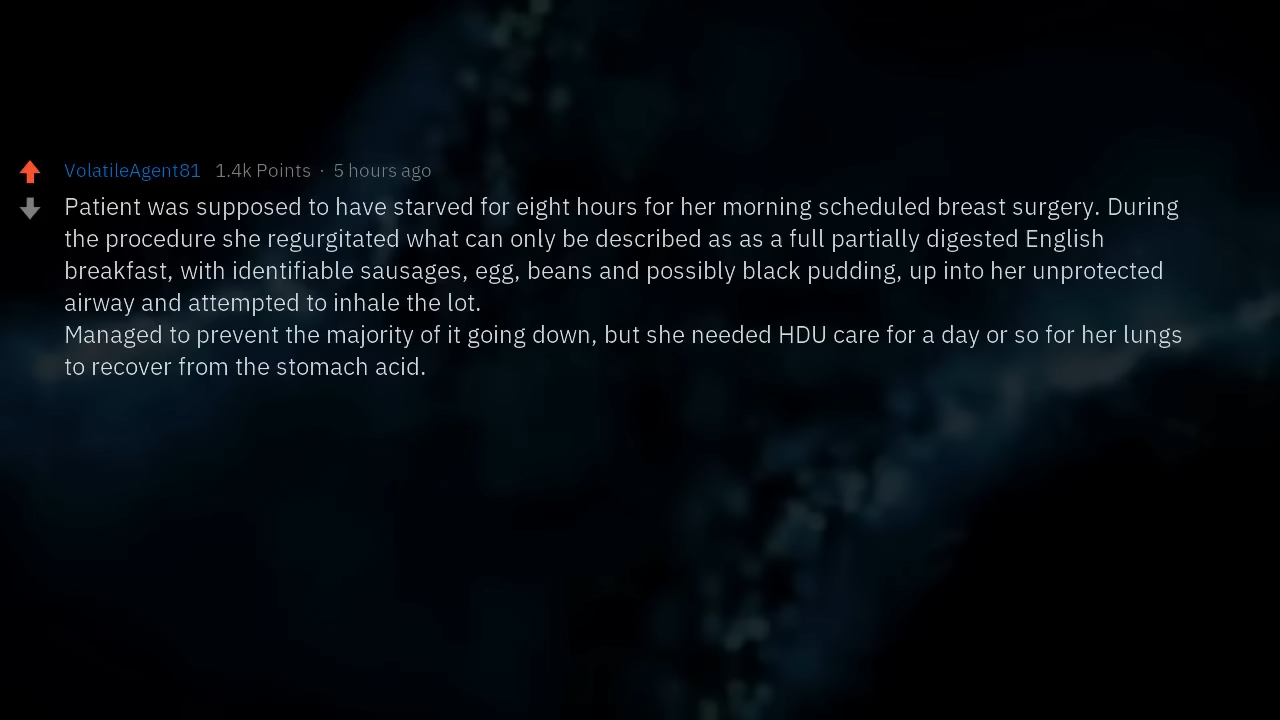 VolatileAgent81 1.4k Points · 5 hours ago
Patient was supposed to have starved for eight hours for her morning scheduled breast surgery. During
the procedure she regurgitated what can only be described as as a full partially digested English
breakfast, with identifiable sausages, egg, beans and possibly black pudding, up into her unprotected
airway and attempted to inhale the lot.
Managed to prevent the majority of it going down, but she needed HDU care for a day or so for her lungs
to recover from the stomach acid.